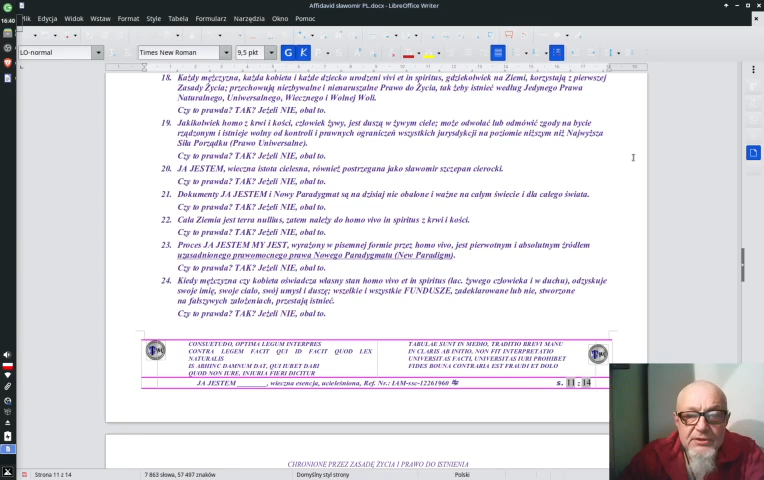 Affidavid sławomir PL.docx - LibreOffice Writer
16:40
Plik Edycja Widok Wstaw Format Style Tabela Formularz Narzędzia Okno Pomoc
LO-normal Times New Roman 9,5 pkt G K
18. Każdy mężczyzna, każda kobieta i każde dziecko urodzeni vivi et in spiritus, gdziekolwiek na Ziemi, korzystają z pierwszej
Zasady Życia; przechowują niezbywalne i nienaruszalne Prawo do Życia, tak żeby istnieć według Jedynego Prawa
Naturalnego, Uniwersalnego, Wiecznego i Wolnej Woli.
Czy to prawda? TAK? Jeżeli NIE, obal to.
19. Jakikolwiek homo z krwi i kości, człowiek żywy, jest duszą w żywym ciele; może odwołać lub odmówić zgody na bycie
rządzonym i istnieje wolny od kontroli i prawnych ograniczeń wszystkich jurysdykcji na poziomie niższym niż Najwyższa
Siła Porządku (Prawo Uniwersalne).
Czy to prawda? TAK? Jeżeli NIE, obal to.
20. JA JESTEM, wieczna istota cielesna, również postrzegana jako sławomir szczepan cierocki.
Czy to prawda? TAK? Jeżeli NIE, obal to.
21. Dokumenty JA JESTEM i Nowy Paradygmat są na dzisiaj nie obalone i ważne na całym świecie i dla całego świata.
Czy to prawda? TAK? Jeżeli NIE, obal to.
22. Cała Ziemia jest terra nullius, zatem należy do homo vivo in spiritus z krwi i kości.
Czy to prawda? TAK? Jeżeli NIE, obal to.
23. Proces JA JESTEM MY JEST, wyrażony w pisemnej formie przez homo vivo, jest pierwotnym i absolutnym źródłem
uzasadnionego prawomocnego prawa Nowego Paradygmatu (New Paradigm).
Czy to prawda? TAK? Jeżeli NIE, obal to.
24. Kiedy mężczyzna czy kobieta oświadcza własny stan homo vivo et in spiritus (łac. żywego człowieka i w duchu), odzyskuje
swoje imię, swoje ciało, swój umysł i duszę; wszelkie i wszystkie FUNDUSZE, zadeklarowane lub nie, stworzone
na fałszywych założeniach, przestają istnieć.
Czy to prawda? TAK? Jeżeli NIE, obal to.
CONSUETUDO, OPTIMA LEGUM INTERPRES
CONTRA LEGEM FACIT QUI ID FACIT QUOD LEX
NATURALIS
IS ABHINC DAMNUM DAT, QUI IUBET DARI
QUOD NON IURE, INJURIA FIERI DICITUR
TABULAE SUNT IN MEDIO, TRADITIO BREVI MANU
IN CLARIS AB INITIO, NON FIT INTERPRETATIO
UNIVERSITAS FACTI, UNIVERSITAS IURI PROHIBET
FIDES BOUNA CONTRARIA EST FRAUDI ET DOLO
JA JESTEM ________, wieczna esencja, ucieleśniona, Ref. Nr.: IAM-ssc-12261960
s. 11 : 14
CHRONIONE PRZEZ ZASADĘ ŻYCIA I PRAWO DO ISTNIENIA
Strona 11 z 14 7 863 słowa, 57 497 znaków Domyślny styl strony Polski